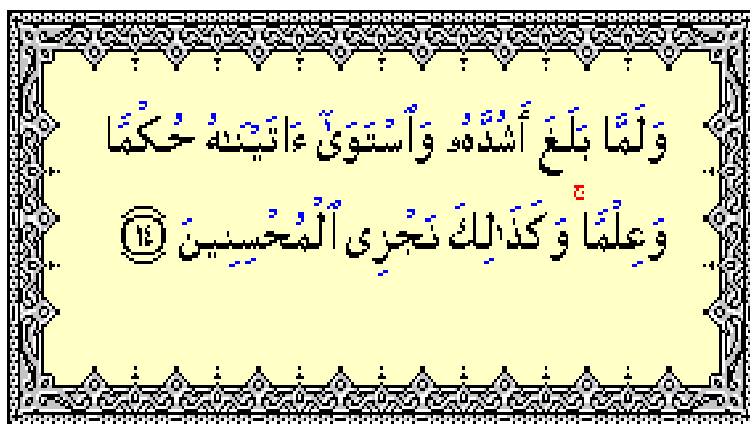 وَلَمَّا بَلَغَ أَشُدَّهُۥ وَٱسْتَوَىٰٓ ءَاتَيْنَـٰهُ حُكْمًا
وَعِلْمًا ۚ وَكَذَٰلِكَ نَجْزِى ٱلْمُحْسِنِينَ ١٤